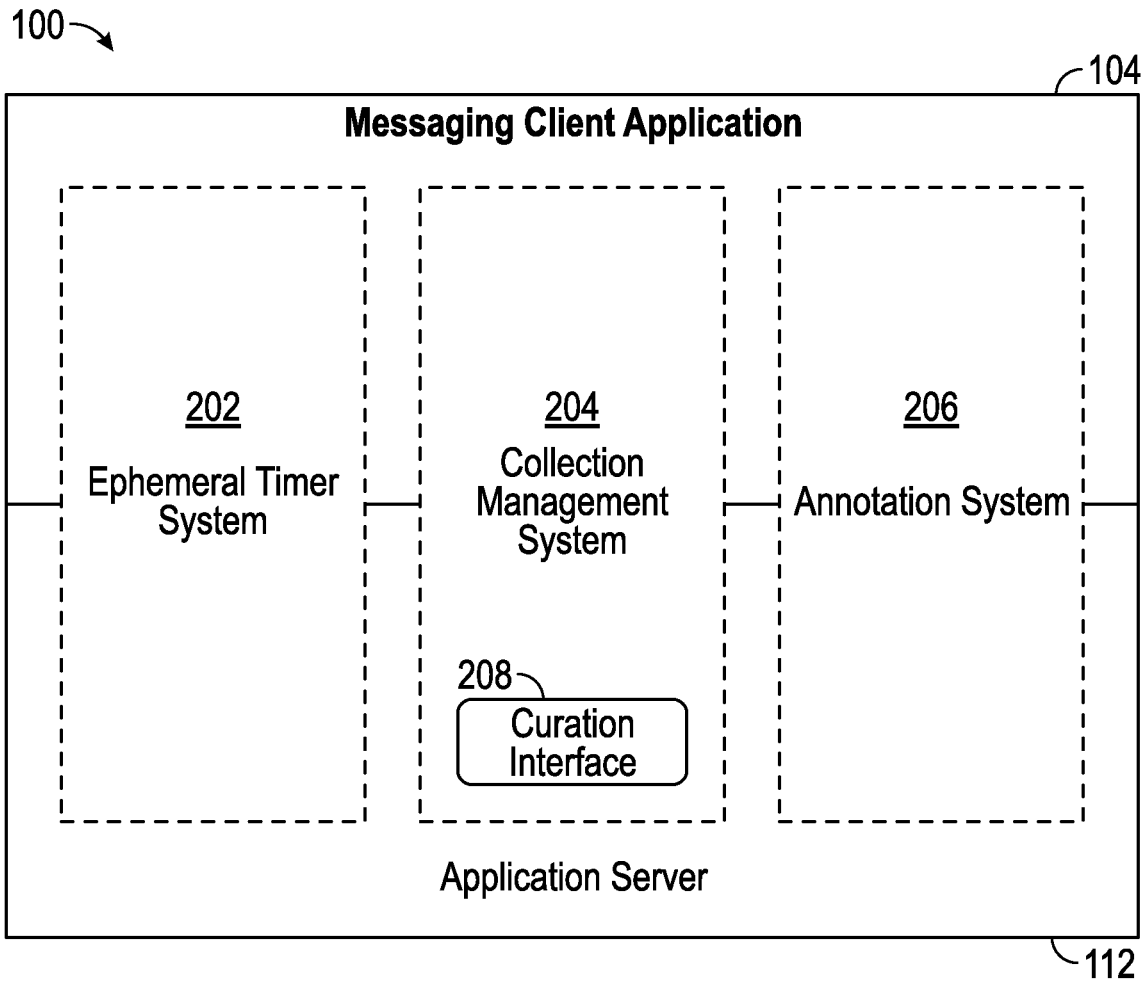 100
104
Messaging Client Application
202
Ephemeral Timer
System
204
Collection
Management
System
206
Annotation System
208
Curation
Interface
Application Server
112